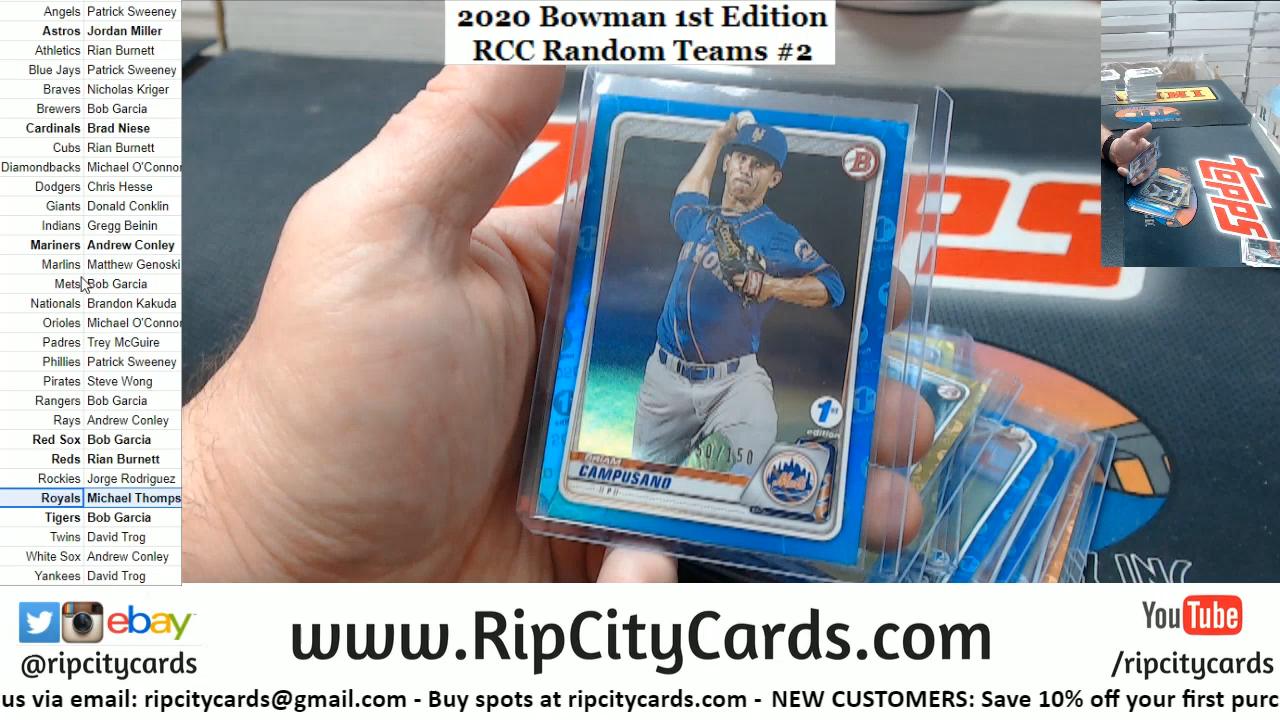 2020 Bowman 1st Edition
RCC Random Teams #2
Angels Patrick Sweeney
Astros Jordan Miller
Athletics Rian Burnett
Blue Jays Patrick Sweeney
Braves Nicholas Kriger
Brewers Bob Garcia
Cardinals Brad Niese
Cubs Rian Burnett
Diamondbacks Michael O'Connor
Dodgers Chris Hesse
Giants Donald Conklin
Indians Gregg Beinin
Mariners Andrew Conley
Marlins Matthew Genoski
Mets Bob Garcia
Nationals Brandon Kakuda
Orioles Michael O'Connor
Padres Trey McGuire
Phillies Patrick Sweeney
Pirates Steve Wong
Rangers Bob Garcia
Rays Andrew Conley
Red Sox Bob Garcia
Reds Rian Burnett
Rockies Jorge Rodriguez
Royals Michael Thomps
Tigers Bob Garcia
Twins David Trog
White Sox Andrew Conley
Yankees David Trog
B
1st
edition
/150
CAMPUSANO
Mets
topps
ebay
@ripcitycards
www.RipCityCards.com
YouTube
/ripcitycards
us via email: ripcitycards@gmail.com - Buy spots at ripcitycards.com - NEW CUSTOMERS: Save 10% off your first purc